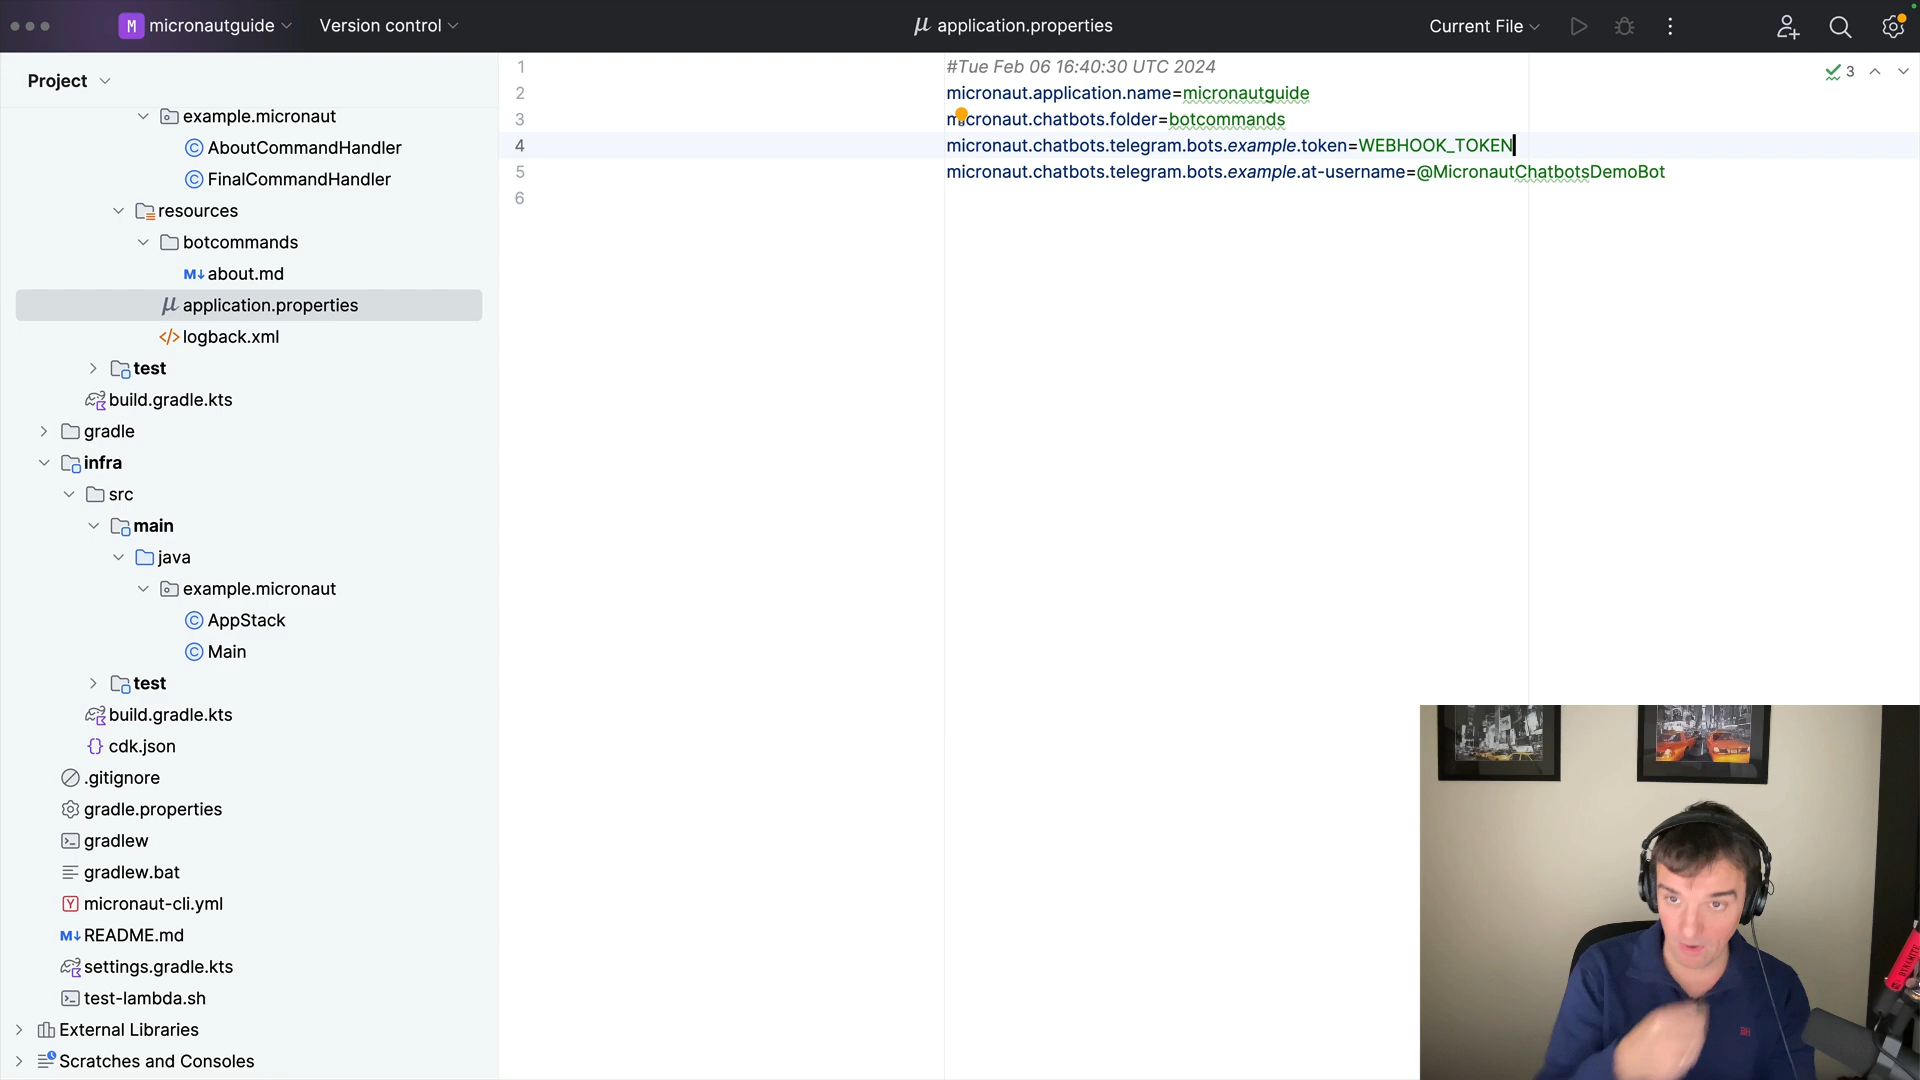 M micronautguide
Version control
μ application.properties
Current File
Project
example.micronaut
C AboutCommandHandler
C FinalCommandHandler
resources
botcommands
M↓ about.md
μ application.properties
</> logback.xml
test
build.gradle.kts
gradle
infra
src
main
java
example.micronaut
C AppStack
C Main
test
build.gradle.kts
{} cdk.json
.gitignore
gradle.properties
gradlew
gradlew.bat
Y micronaut-cli.yml
M↓ README.md
settings.gradle.kts
test-lambda.sh
External Libraries
Scratches and Consoles
1 #Tue Feb 06 16:40:30 UTC 2024
2 micronaut.application.name=micronautguide
3 micronaut.chatbots.folder=botcommands
4 micronaut.chatbots.telegram.bots.example.token=WEBHOOK_TOKEN
5 micronaut.chatbots.telegram.bots.example.at-username=@MicronautChatbotsDemoBot
6
3
DYNAMITE